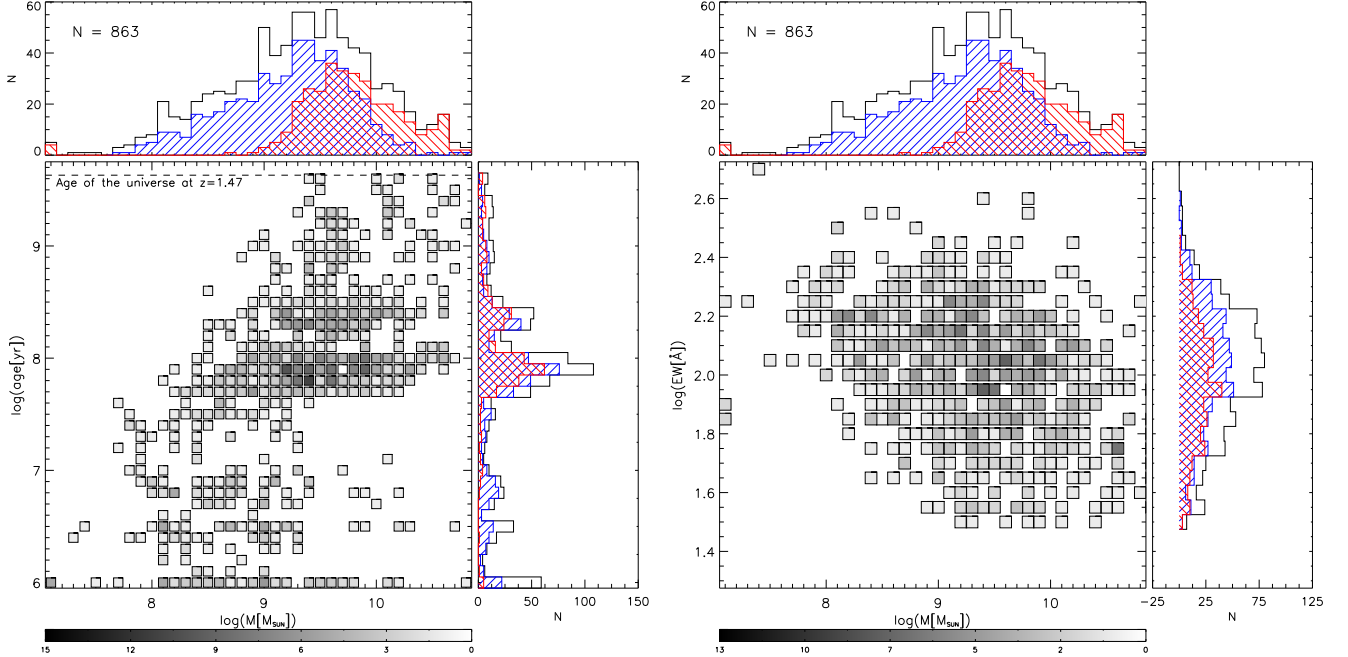 60
40
20
0
N
N = 863
Age of the universe at z=1.47
log(age[yr])
9
8
7
6
8 9 10
log(M[M_SUN])
0 50 100 150
N
15 12 9 6 3 0
60
40
20
0
N
N = 863
log(EW[Å])
2.6
2.4
2.2
2.0
1.8
1.6
1.4
8 9 10
log(M[M_SUN])
−25 25 75 125
N
13 10 8 6 4 2 0